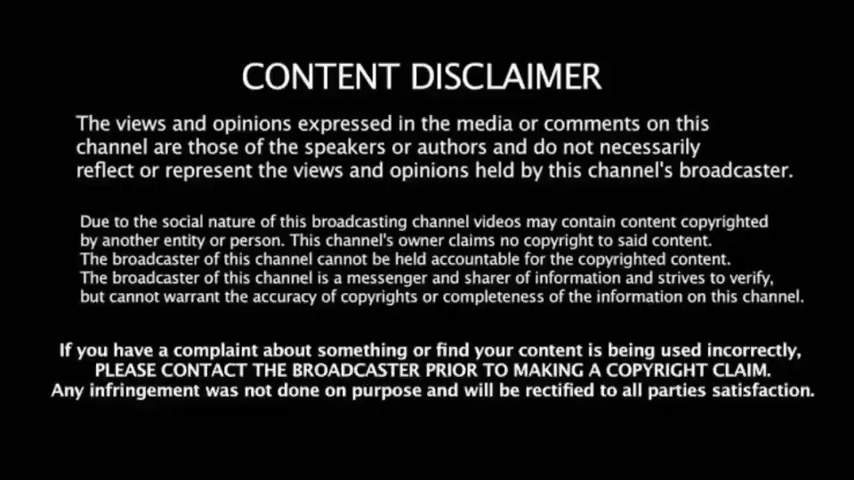 CONTENT DISCLAIMER
The views and opinions expressed in the media or comments on this
channel are those of the speakers or authors and do not necessarily
reflect or represent the views and opinions held by this channel's broadcaster.
Due to the social nature of this broadcasting channel videos may contain content copyrighted
by another entity or person. This channel's owner claims no copyright to said content.
The broadcaster of this channel cannot be held accountable for the copyrighted content.
The broadcaster of this channel is a messenger and sharer of information and strives to verify,
but cannot warrant the accuracy of copyrights or completeness of the information on this channel.
If you have a complaint about something or find your content is being used incorrectly,
PLEASE CONTACT THE BROADCASTER PRIOR TO MAKING A COPYRIGHT CLAIM.
Any infringement was not done on purpose and will be rectified to all parties satisfaction.